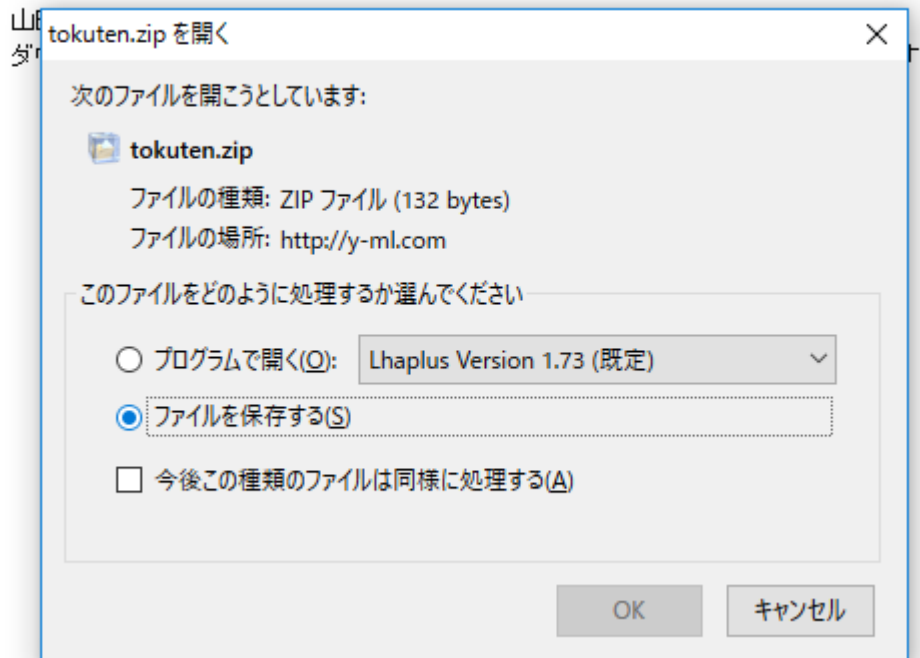 山
ダウ
tokuten.zip を開く
次のファイルを開こうとしています:
tokuten.zip
ファイルの種類: ZIP ファイル (132 bytes)
ファイルの場所: http://y-ml.com
このファイルをどのように処理するか選んでください
プログラムで開く(O): Lhaplus Version 1.73 (既定)
ファイルを保存する(S)
今後この種類のファイルは同様に処理する(A)
OK キャンセル